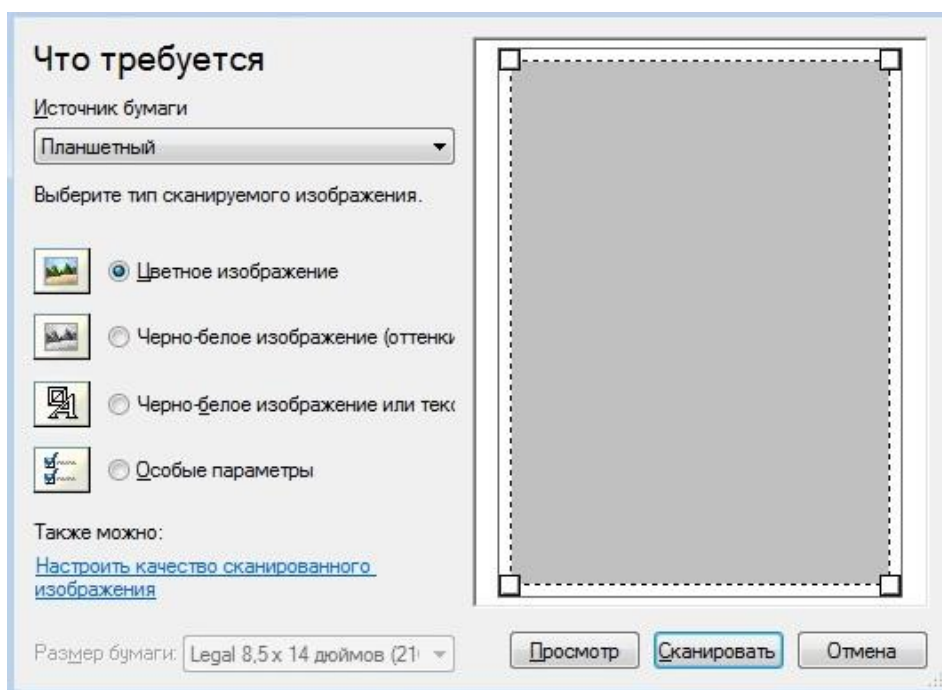 Что требуется
Источник бумаги
Планшетный
Выберите тип сканируемого изображения.
Цветное изображение
Черно-белое изображение (оттенки
Черно-белое изображение или текс
Особые параметры
Также можно:
Настроить качество сканированного
изображения
Размер бумаги: Legal 8,5 x 14 дюймов (21
Просмотр Сканировать Отмена